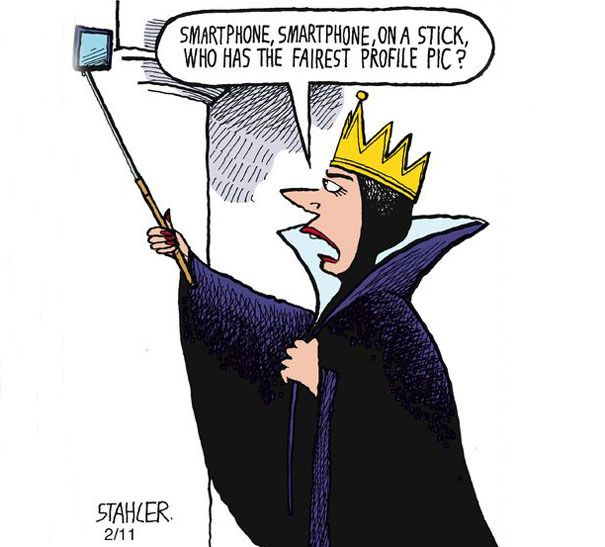 SMARTPHONE, SMARTPHONE, ON A STICK,
WHO HAS THE FAIREST PROFILE PIC?
STAHLER.
2/11